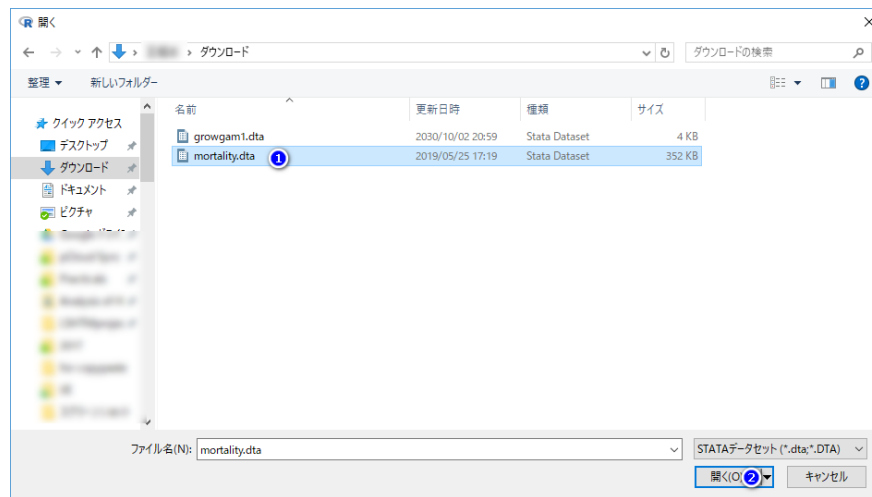 開く
ダウンロード
ダウンロードの検索
整理
新しいフォルダー
名前 更新日時 種類 サイズ
クイック アクセス
デスクトップ
ダウンロード
ドキュメント
ピクチャ
growgam1.dta 2030/10/02 20:59 Stata Dataset 4 KB
mortality.dta 1 2019/05/25 17:19 Stata Dataset 352 KB
ファイル名(N): mortality.dta
STATAデータセット (*.dta;*.DTA)
開く(O) 2
キャンセル